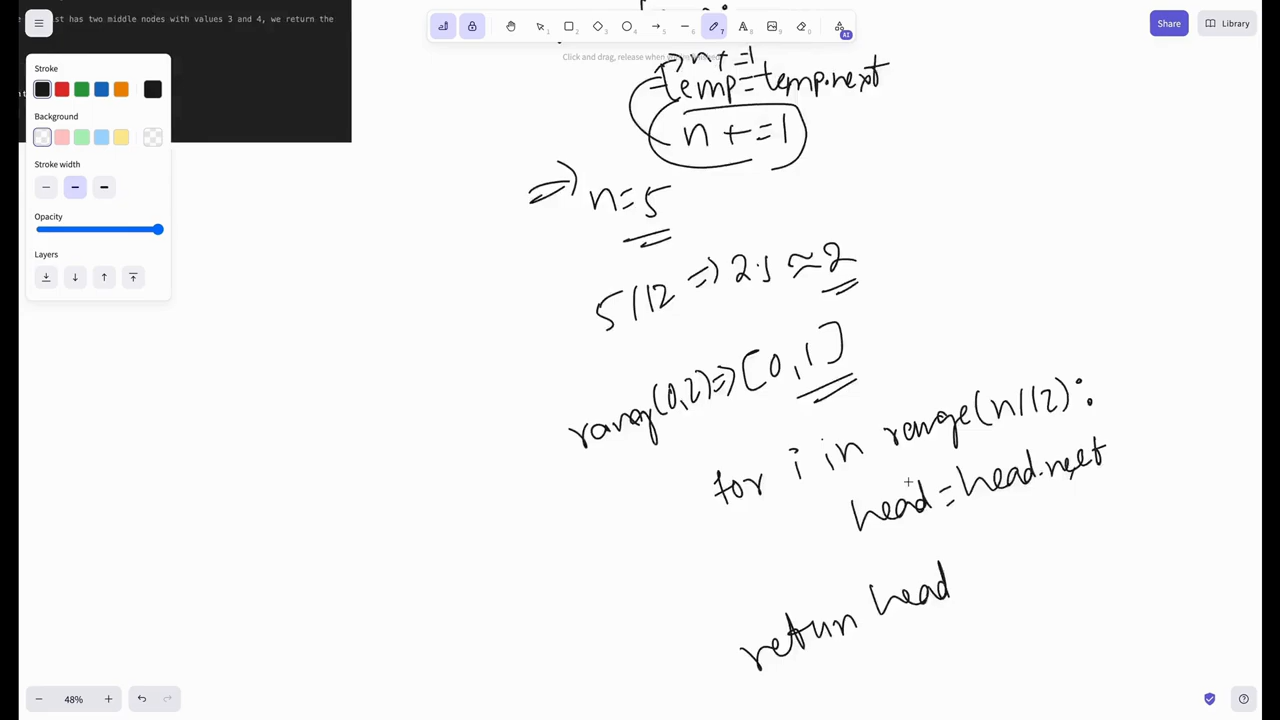 ist has two middle nodes with values 3 and 4, we return the
Share
Library
Click and drag, release when
Stroke
Background
Stroke width
Opacity
Layers
n+=1
temp=temp.next
n+=1
=> n=5
5//2 => 2.5 ≈ 2
range(0,2)=>[0,1]
for i in range(n//2):
head=head.next
return head
48%